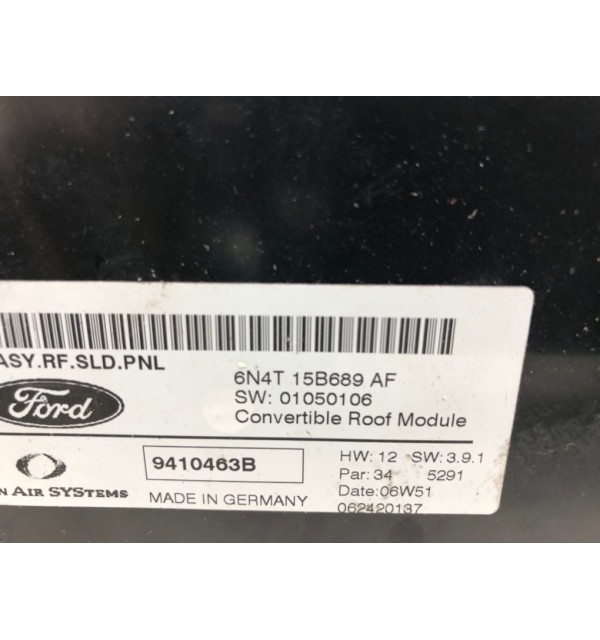 ASY.RF.SLD.PNL
6N4T 15B689 AF
Ford
SW: 01050106
Convertible Roof Module
9410463B
HW: 12 SW: 3.9.1
Par: 34 5291
AIR SYSTEMS
MADE IN GERMANY
Date: 06W51
062420137